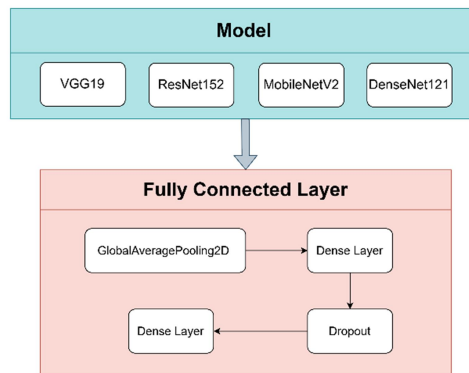 Model
VGG19
ResNet152
MobileNetV2
DenseNet121
Fully Connected Layer
GlobalAveragePooling2D
Dense Layer
Dropout
Dense Layer